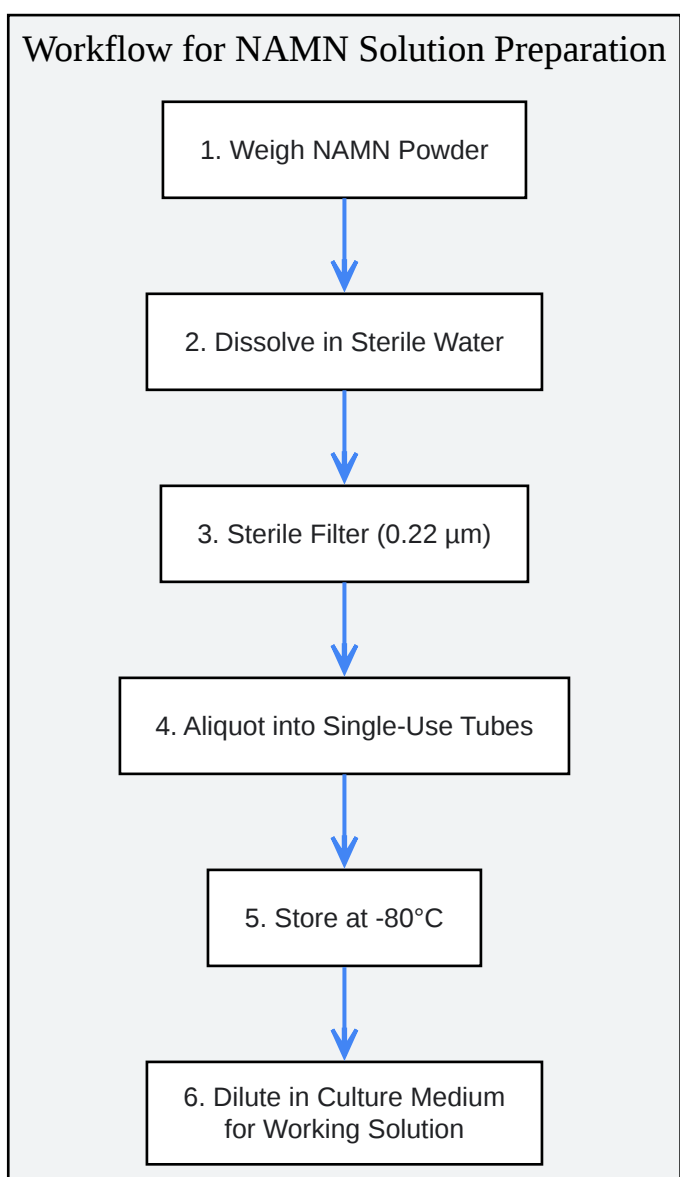 Workflow for NAMN Solution Preparation
1. Weigh NAMN Powder
2. Dissolve in Sterile Water
3. Sterile Filter (0.22 µm)
4. Aliquot into Single-Use Tubes
5. Store at -80°C
6. Dilute in Culture Medium
for Working Solution